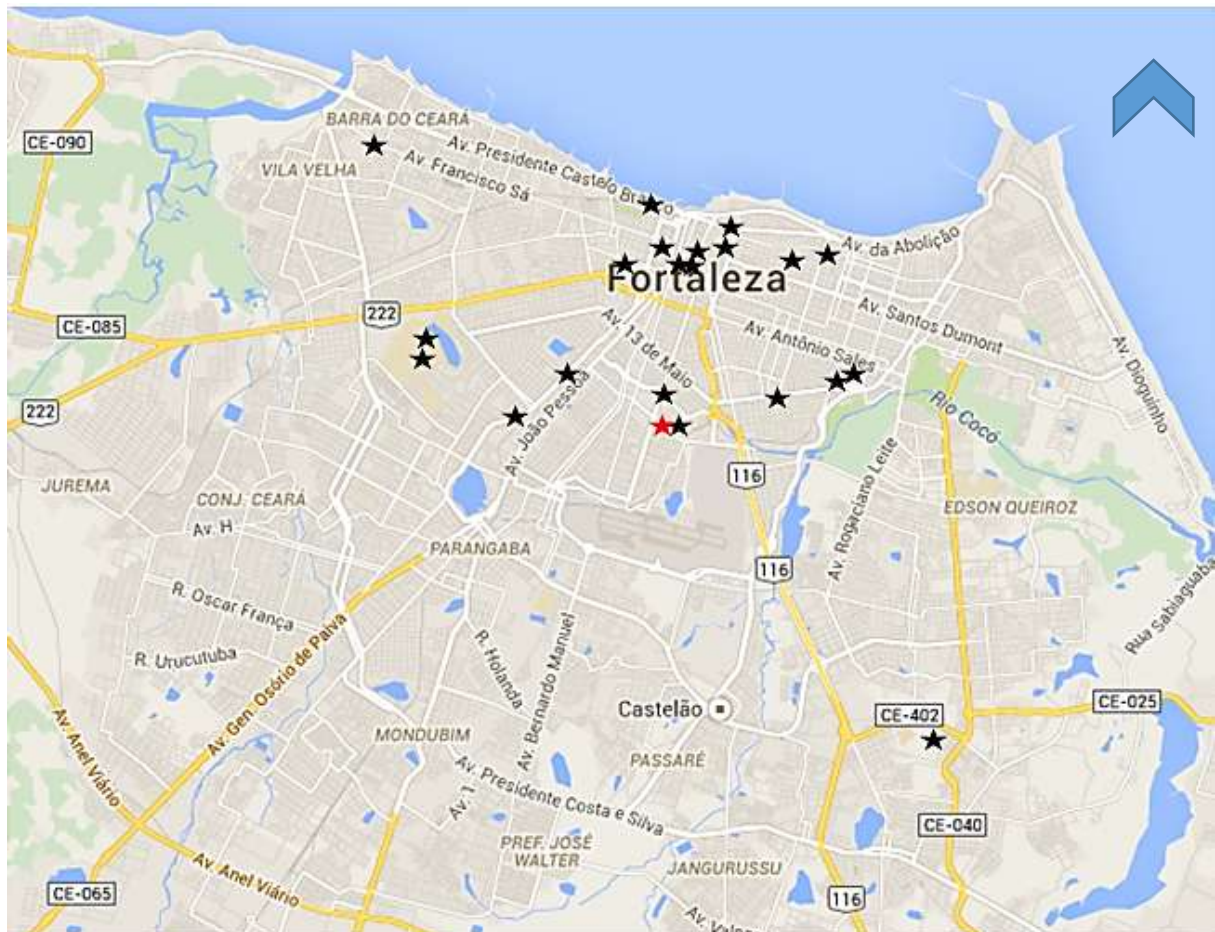 BARRA DO CEARÁ
CE-090
Av. Presidente Castelo Branco
VILA VELHA
Av. Francisco Sá
Av. da Abolição
Fortaleza
222
CE-085
Av. Santos Dumont
Av. 13 de Maio
Av. Antônio Sales
Av. Dioguinho
222
Av. João Pessoa
Rio Cocó
Av. Rogaciano Leite
116
JUREMA
CONJ. CEARÁ
EDSON QUEIROZ
Av. H
PARANGABA
116
R. Oscar França
Rua Sabiaguaba
R. Urucutuba
Av. Gen. Osório de Paiva
R. Holanda
Av. Bernardo Manuel
Castelão
CE-402
CE-025
Av. Anel Viário
MONDUBIM
PASSARÉ
Av. Presidente Costa e Silva
Av. 1
CE-040
PREF. JOSÉ
WALTER
JANGURUSSU
Av. Anel Viário
CE-065
116